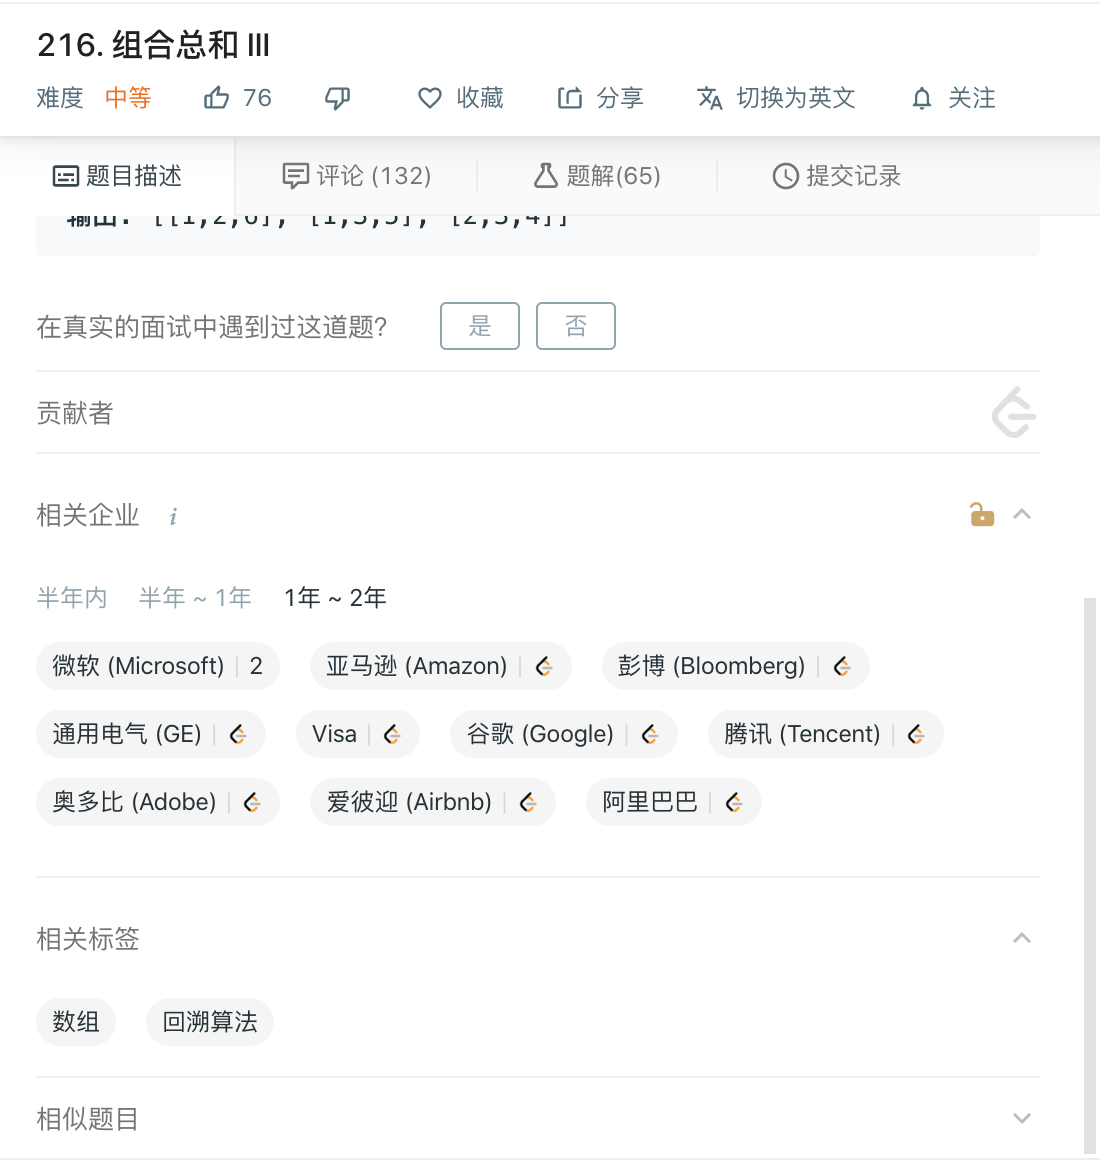 216. 组合总和 III
难度 中等 76 收藏 分享 切换为英文 关注
题目描述 评论 (132) 题解(65) 提交记录
输出: [[1,2,6], [1,3,5], [2,3,4]]
在真实的面试中遇到过这道题? 是 否
贡献者
相关企业 i
半年内 半年 ~ 1年 1年 ~ 2年
微软 (Microsoft) | 2 亚马逊 (Amazon) 彭博 (Bloomberg)
通用电气 (GE) Visa 谷歌 (Google) 腾讯 (Tencent)
奥多比 (Adobe) 爱彼迎 (Airbnb) 阿里巴巴
相关标签
数组 回溯算法
相似题目